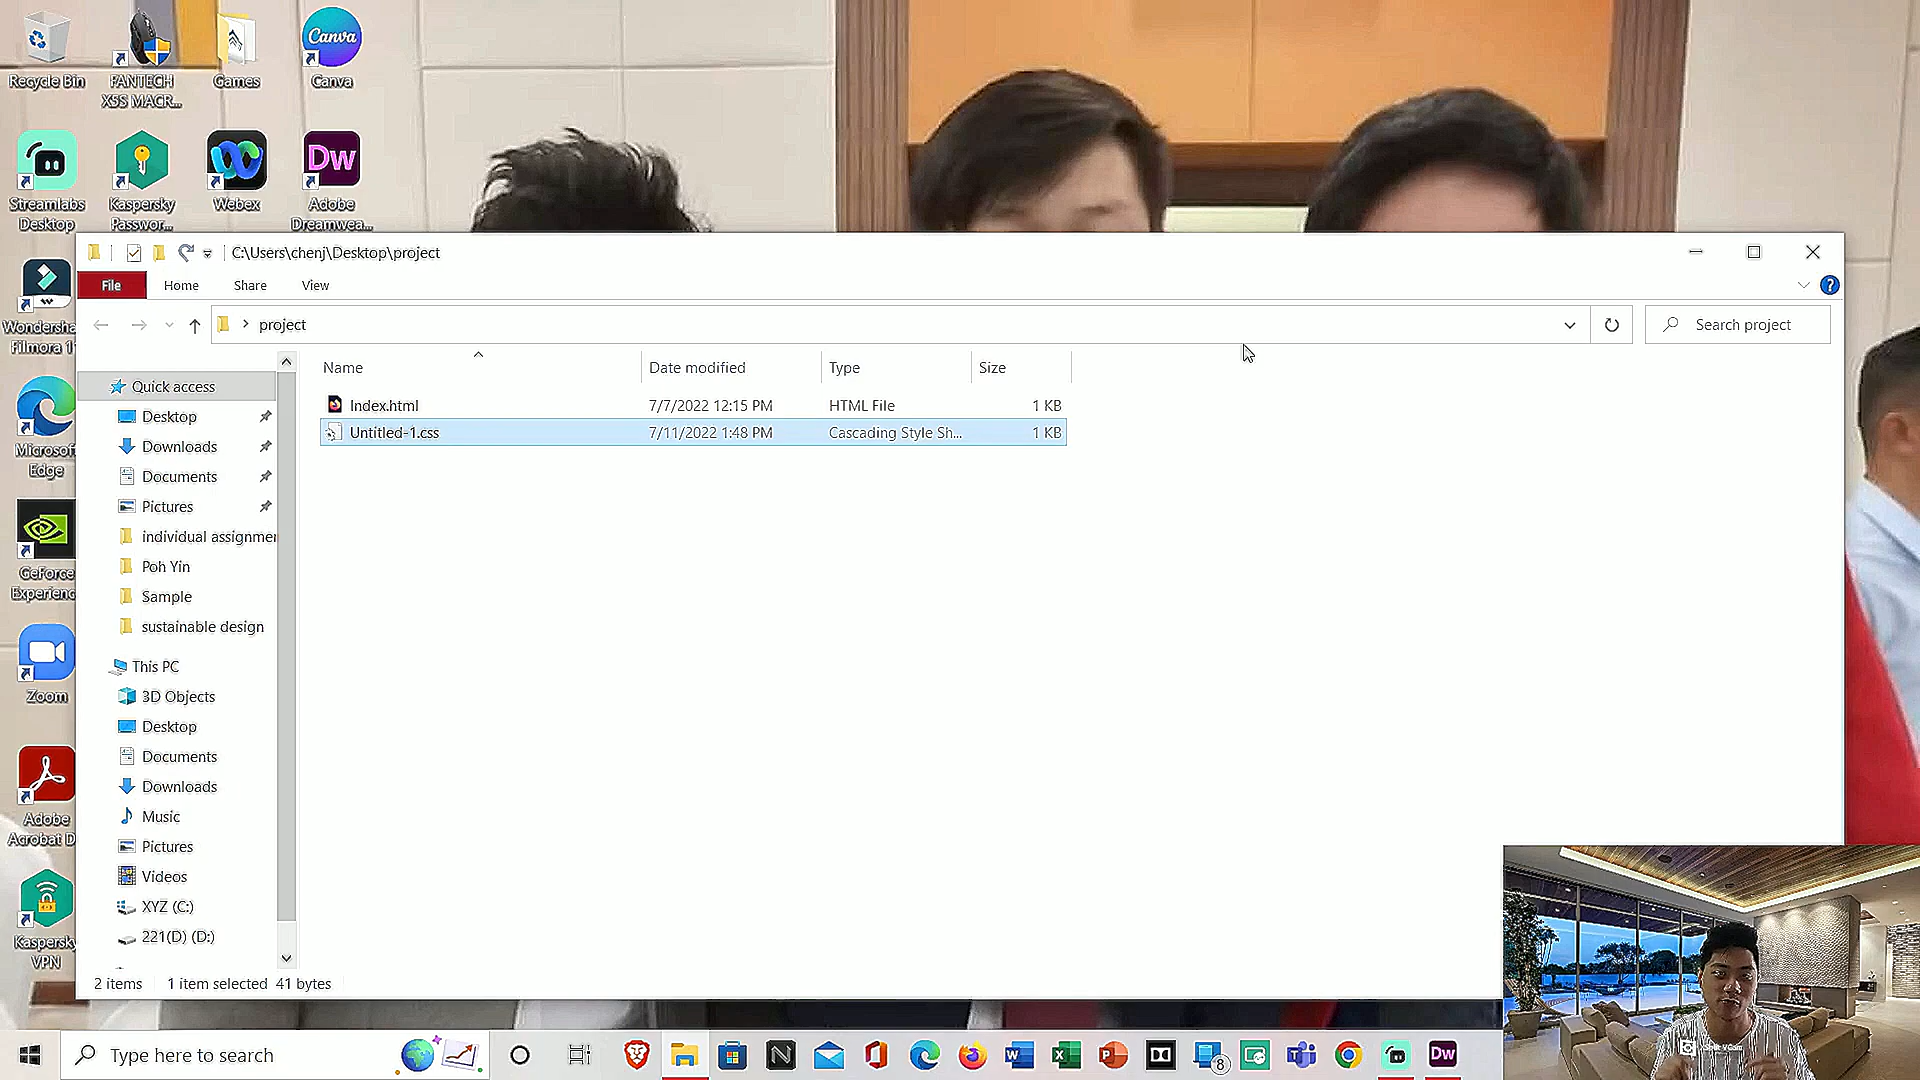 Recycle Bin
FANTECH
X5S MACR...
Games
Canva
Canva
Streamlabs
Desktop
Kaspersky
Passwor...
Webex
Dw
Adobe
Dreamwea...
C:\Users\chenj\Desktop\project
File
Home
Share
View
?
project
Search project
Name
Date modified
Type
Size
Index.html
7/7/2022 12:15 PM
HTML File
1 KB
Untitled-1.css
7/11/2022 1:48 PM
Cascading Style Sh...
1 KB
Quick access
Desktop
Downloads
Documents
Pictures
individual assignmen
Poh Yin
Sample
sustainable design
This PC
3D Objects
Desktop
Documents
Downloads
Music
Pictures
Videos
XYZ (C:)
221(D) (D:)
2 items
1 item selected 41 bytes
Wondersha
Filmora 1
Microsoft
Edge
GeForce
Experienc
Zoom
Adobe
Acrobat D
Kaspersky
VPN
Type here to search
8
Dw